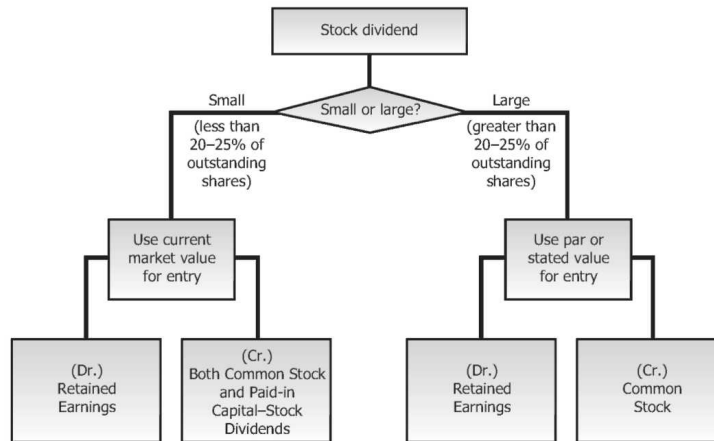 Stock dividend
Small or large?
Small
(less than
20–25% of
outstanding
shares)
Large
(greater than
20–25% of
outstanding
shares)
Use current
market value
for entry
Use par or
stated value
for entry
(Dr.)
Retained
Earnings
(Cr.)
Both Common Stock
and Paid-in
Capital–Stock
Dividends
(Dr.)
Retained
Earnings
(Cr.)
Common
Stock